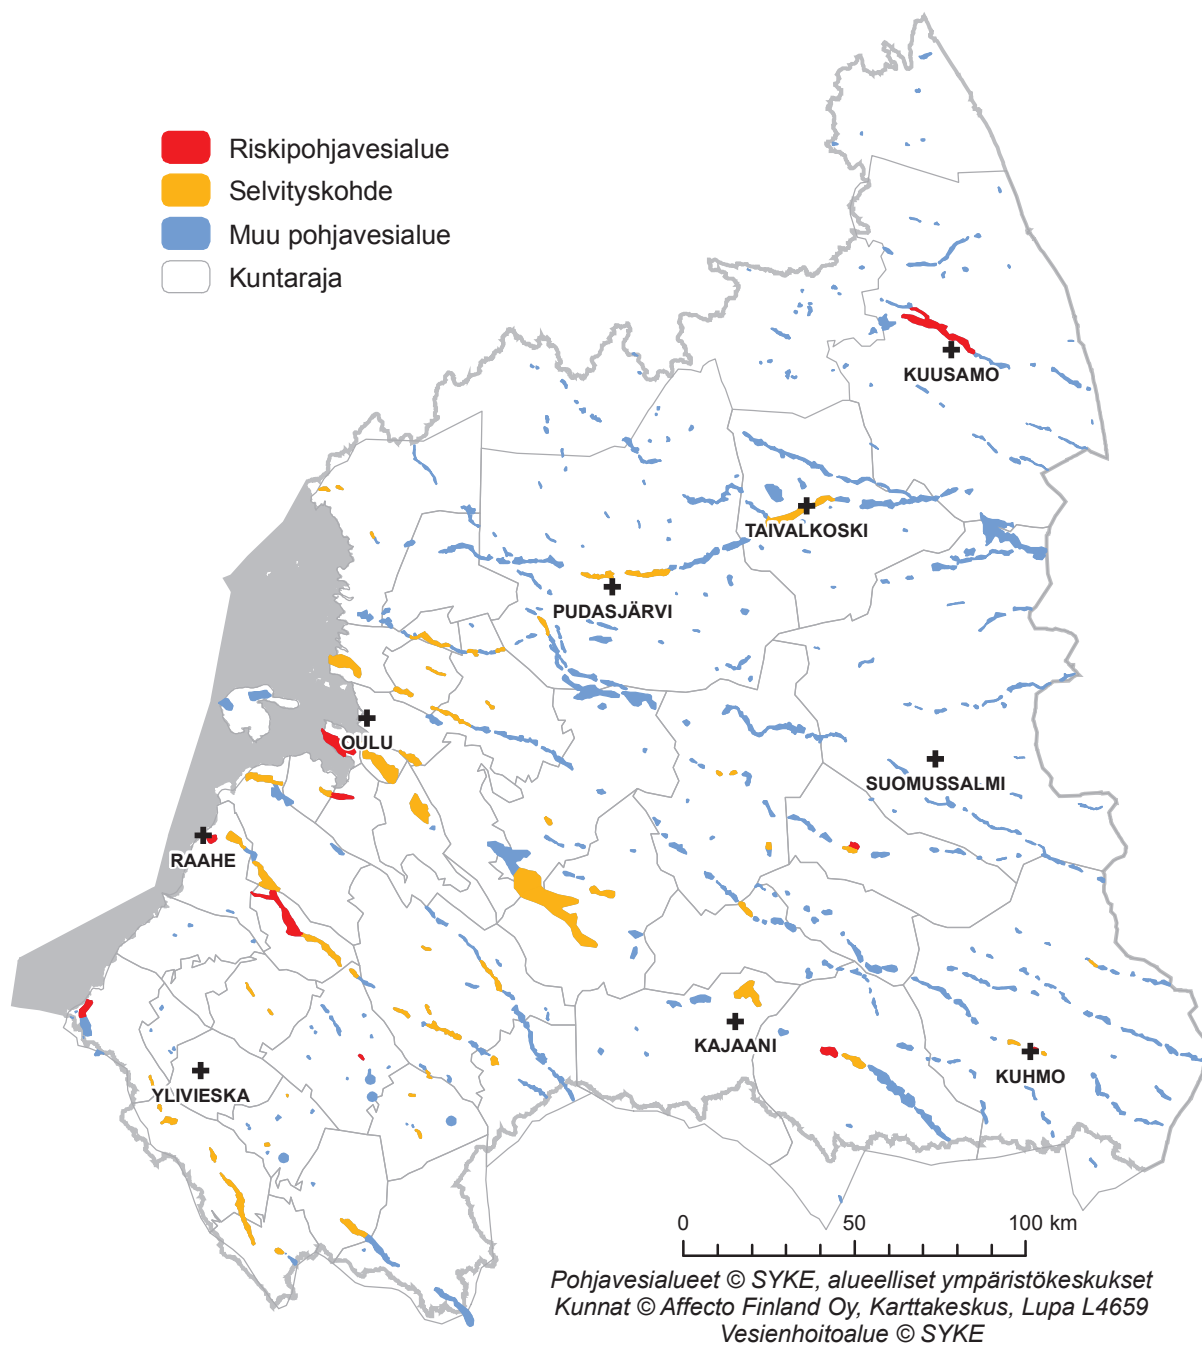 Riskipohjavesialue
Selvityskohde
Muu pohjavesialue
Kuntaraja
KUUSAMO
TAIVALKOSKI
PUDASJÄRVI
OULU
SUOMUSSALMI
RAAHE
KAJAANI
KUHMO
YLIVIESKA
0 50 100 km
Pohjavesialueet © SYKE, alueelliset ympäristökeskukset
Kunnat © Affecto Finland Oy, Karttakeskus, Lupa L4659
Vesienhoitoalue © SYKE